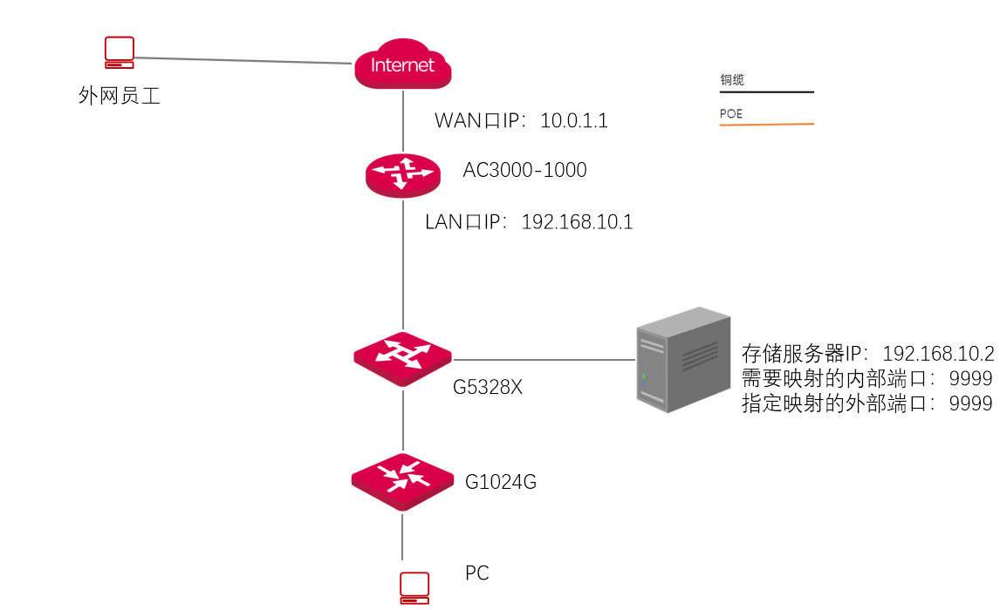 Internet
外网员工
铜缆
POE
WAN口IP：10.0.1.1
AC3000-1000
LAN口IP：192.168.10.1
存储服务器IP：192.168.10.2
需要映射的内部端口：9999
指定映射的外部端口：9999
G5328X
G1024G
PC